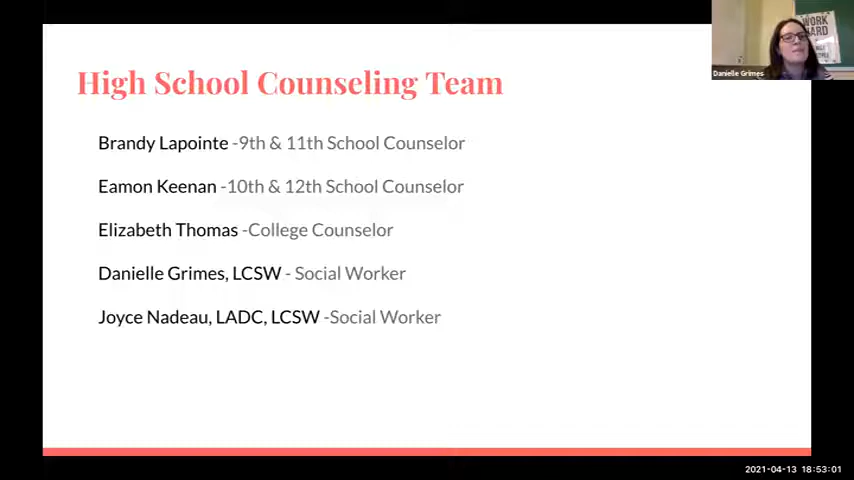 High School Counseling Team
Brandy Lapointe -9th & 11th School Counselor
Eamon Keenan -10th & 12th School Counselor
Elizabeth Thomas -College Counselor
Danielle Grimes, LCSW - Social Worker
Joyce Nadeau, LADC, LCSW -Social Worker
WORK
HARD
Danielle Grimes
2021-04-13 18:53:01